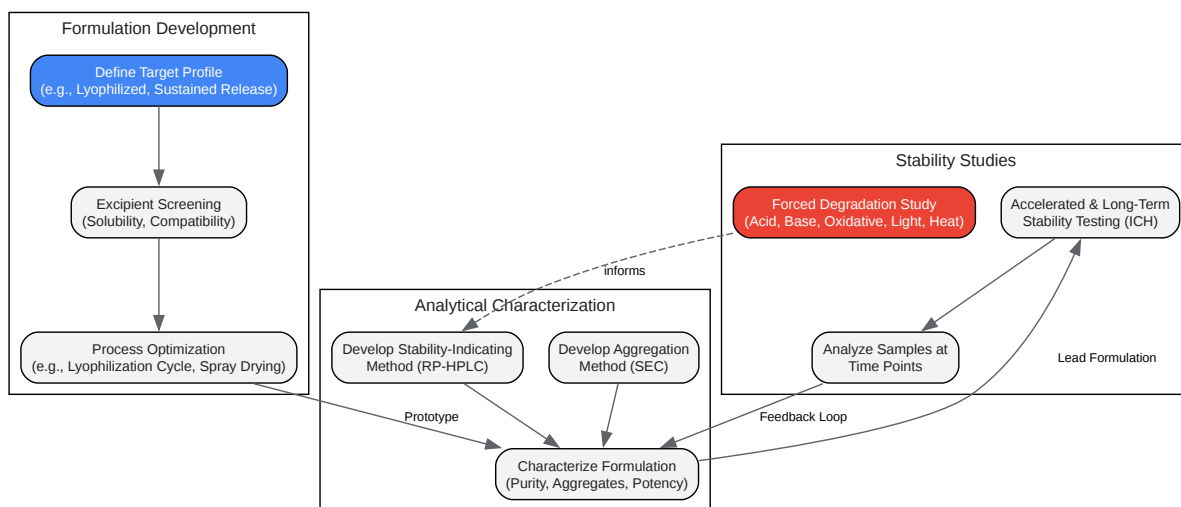 Formulation Development
Define Target Profile
(e.g., Lyophilized, Sustained Release)
Excipient Screening
(Solubility, Compatibility)
Process Optimization
(e.g., Lyophilization Cycle, Spray Drying)
Prototype
Analytical Characterization
Develop Stability-Indicating
Method (RP-HPLC)
Develop Aggregation
Method (SEC)
Characterize Formulation
(Purity, Aggregates, Potency)
Stability Studies
Forced Degradation Study
(Acid, Base, Oxidative, Light, Heat)
informs
Accelerated & Long-Term
Stability Testing (ICH)
Analyze Samples at
Time Points
Feedback Loop
Lead Formulation